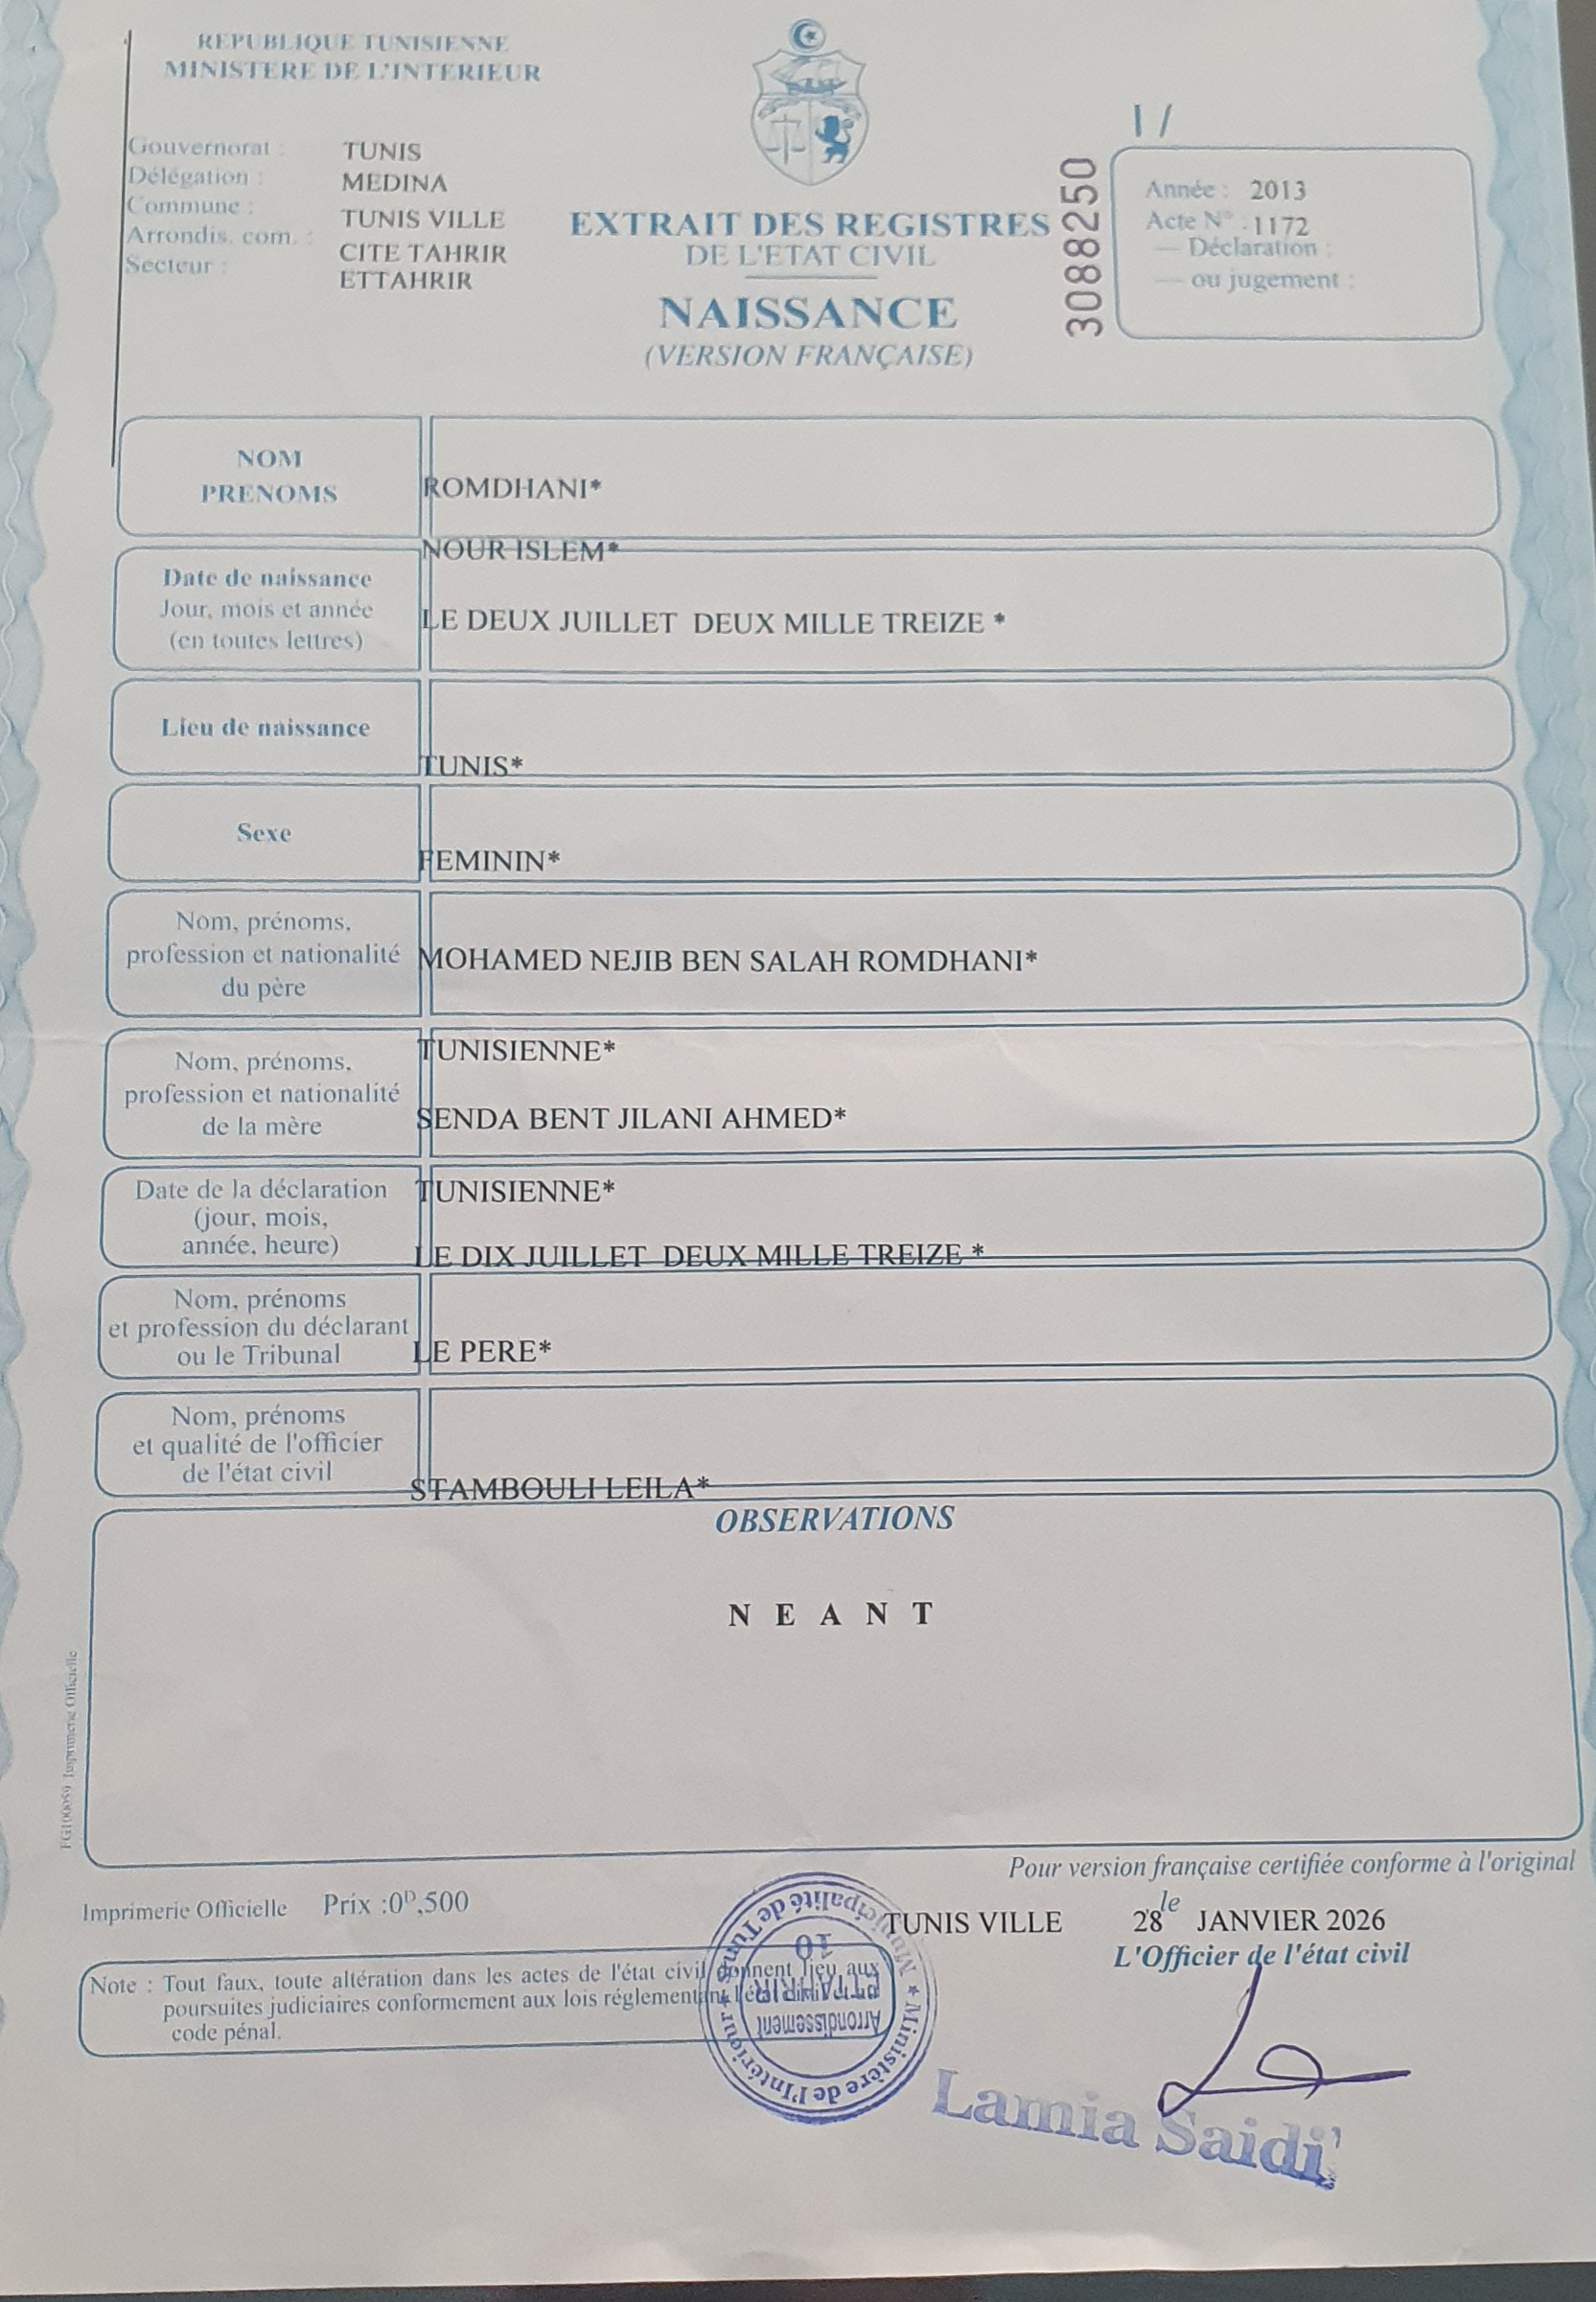 REPUBLIQUE TUNISIENNE
MINISTERE DE L'INTERIEUR
Gouvernorat : TUNIS
Délégation : MEDINA
Commune : TUNIS VILLE
Arrondis. com. : CITE TAHRIR
Secteur : ETTAHRIR
EXTRAIT DES REGISTRES
DE L'ETAT CIVIL
NAISSANCE
(VERSION FRANÇAISE)
3088250
1 /
Année : 2013
Acte N° 1172
— Déclaration :
— ou jugement :
NOM
PRENOMS
ROMDHANI*
NOUR ISLEM*
Date de naissance
Jour, mois et année
(en toutes lettres)
LE DEUX JUILLET DEUX MILLE TREIZE *
Lieu de naissance
TUNIS*
Sexe
FEMININ*
Nom, prénoms,
profession et nationalité
du père
MOHAMED NEJIB BEN SALAH ROMDHANI*
TUNISIENNE*
Nom, prénoms,
profession et nationalité
de la mère
SENDA BENT JILANI AHMED*
TUNISIENNE*
Date de la déclaration
(jour, mois,
année, heure)
LE DIX JUILLET DEUX MILLE TREIZE *
Nom, prénoms
et profession du déclarant
ou le Tribunal
LE PERE*
Nom, prénoms
et qualité de l'officier
de l'état civil
STAMBOULI LEILA*
OBSERVATIONS
N E A N T
FG100059 Imprimerie Officielle
Pour version française certifiée conforme à l'original
Imprimerie Officielle Prix :0D,500
TUNIS VILLE le 28 JANVIER 2026
L'Officier de l'état civil
Note : Tout faux, toute altération dans les actes de l'état civil donnent lieu aux
poursuites judiciaires conformement aux lois réglementant l'état civil et
code pénal.
★ Ministère de l'Intérieur ★ Municipalité de Tunis
Arrondissement
ETTAHRIR
10
Lamia Saidi